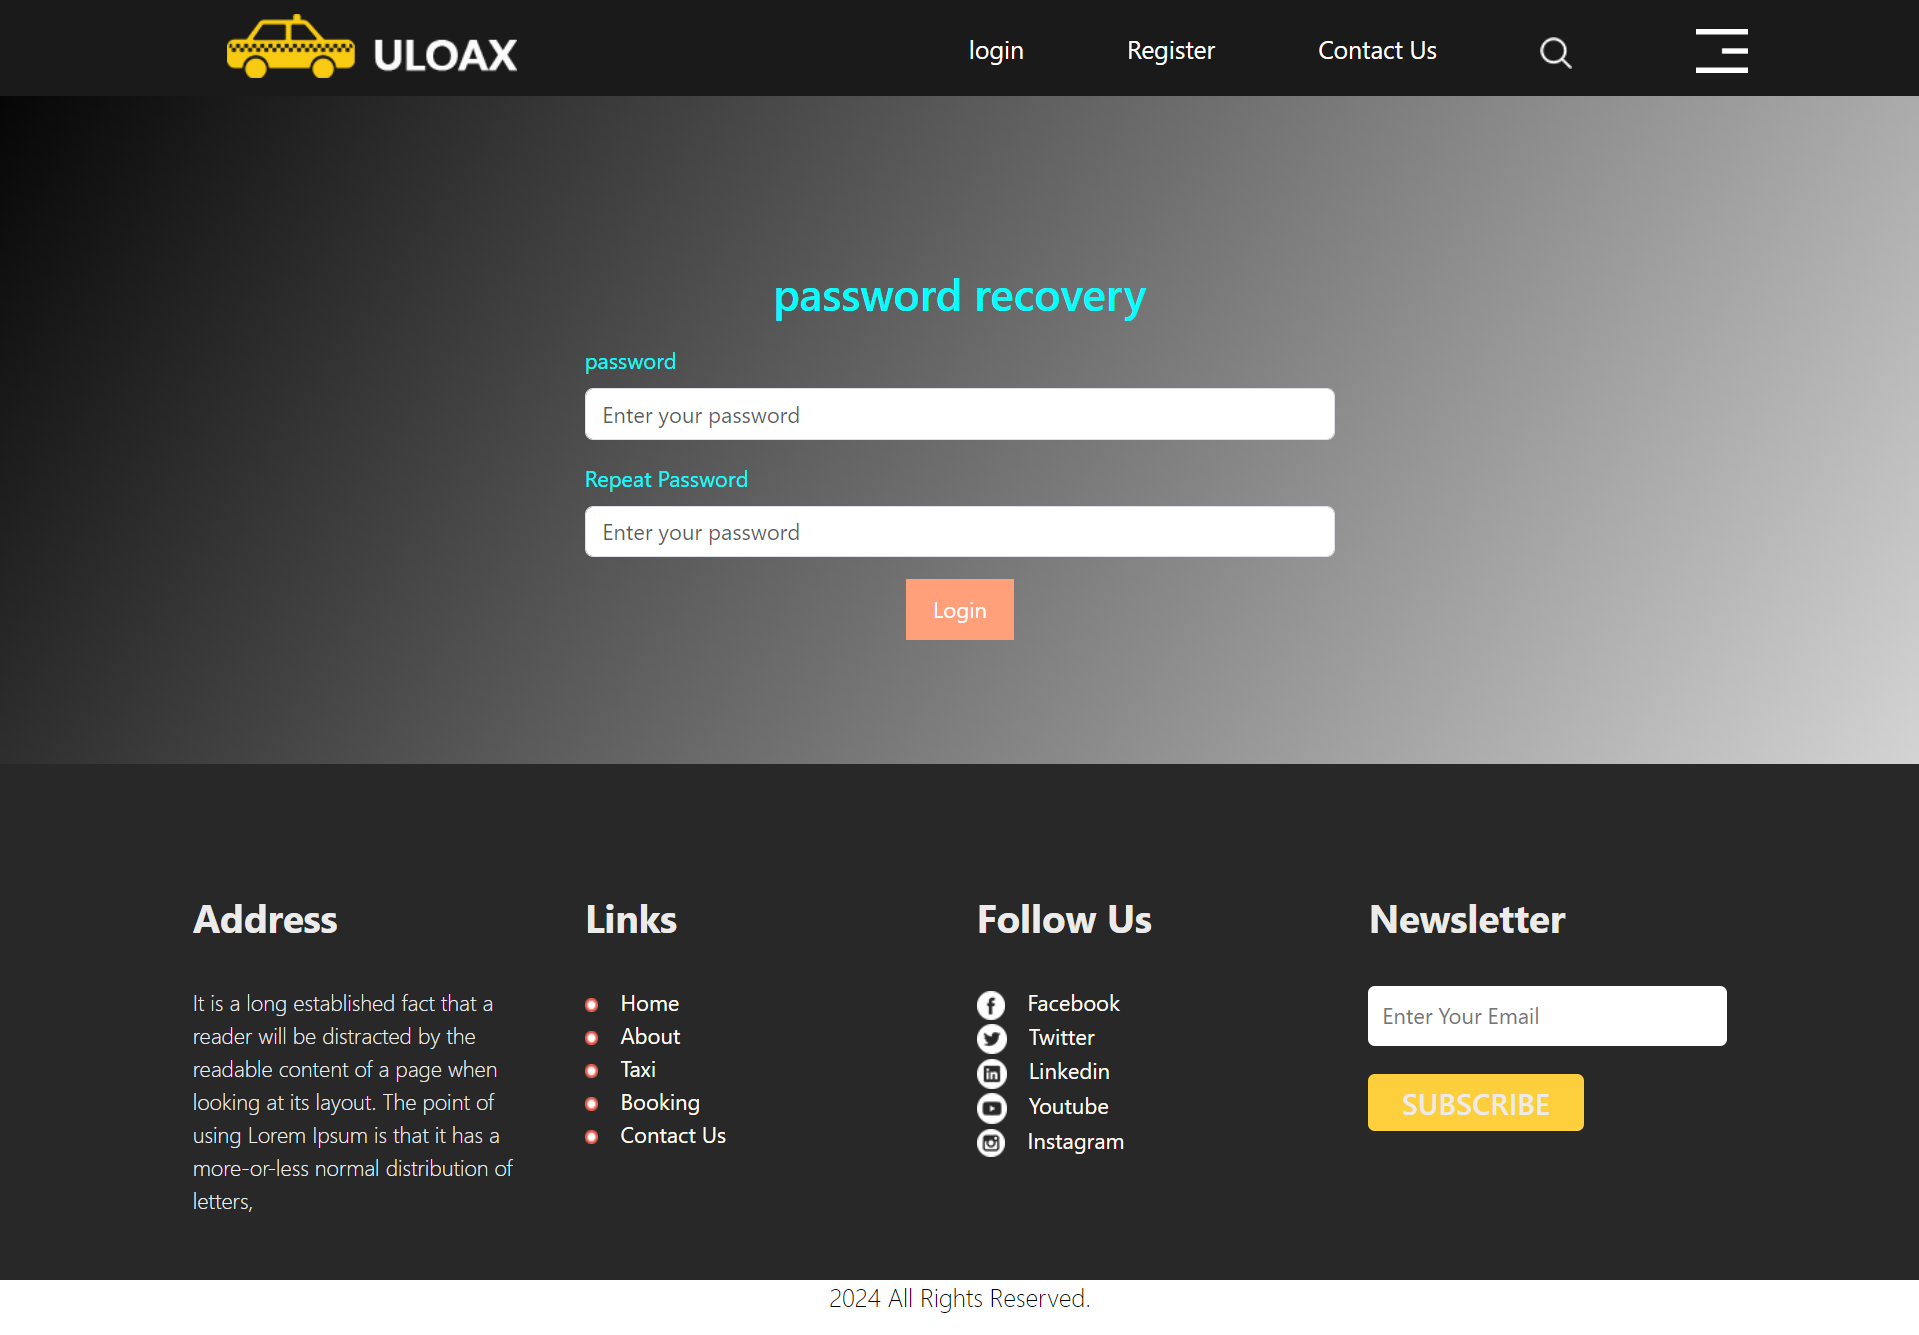 ULOAX
login
Register
Contact Us
password recovery
password
Enter your password
Repeat Password
Enter your password
Login
Address
It is a long established fact that a
reader will be distracted by the
readable content of a page when
looking at its layout. The point of
using Lorem Ipsum is that it has a
more-or-less normal distribution of
letters,
Links
Home
About
Taxi
Booking
Contact Us
Follow Us
Facebook
Twitter
Linkedin
Youtube
Instagram
Newsletter
Enter Your Email
SUBSCRIBE
2024 All Rights Reserved.